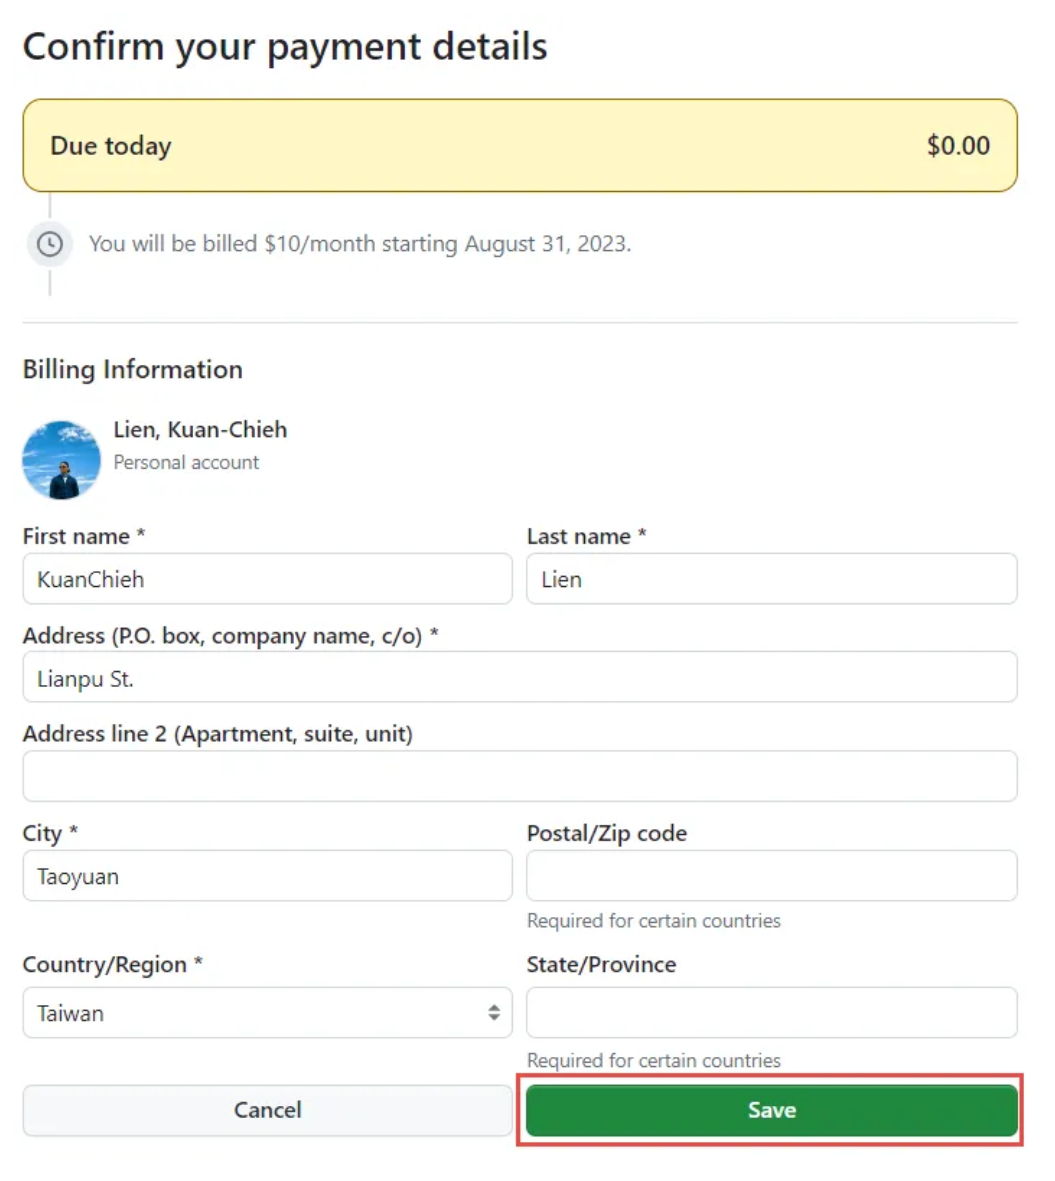 Confirm your payment details
Due today $0.00
You will be billed $10/month starting August 31, 2023.
Billing Information
Lien, Kuan-Chieh
Personal account
First name * Last name *
KuanChieh Lien
Address (P.O. box, company name, c/o) *
Lianpu St.
Address line 2 (Apartment, suite, unit)
City * Postal/Zip code
Taoyuan
Required for certain countries
Country/Region * State/Province
Taiwan
Required for certain countries
Cancel Save